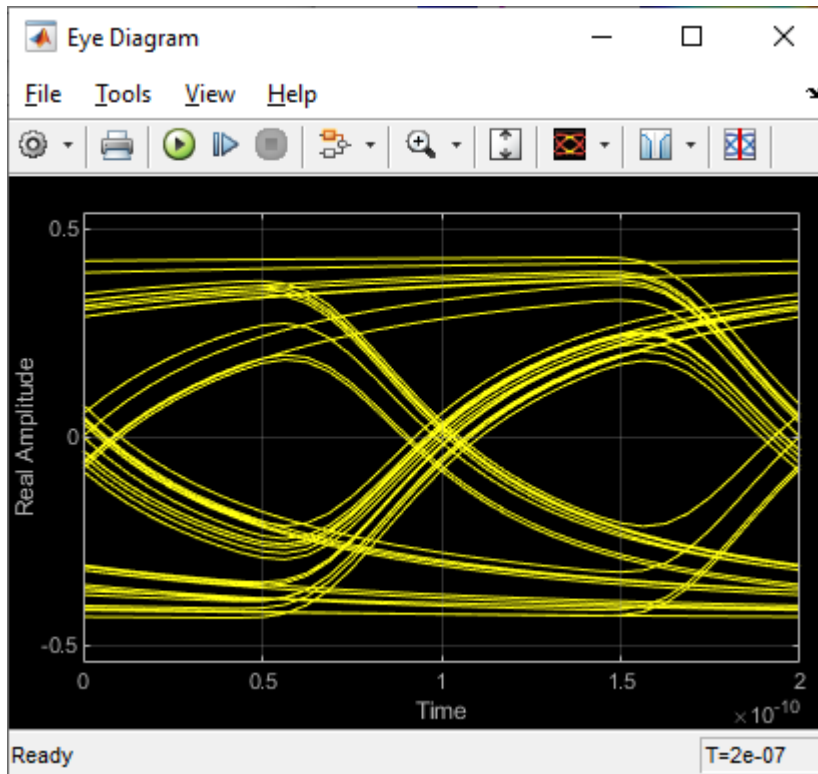 Eye Diagram
File Tools View Help
0.5
0
-0.5
Real Amplitude
0 0.5 1 1.5 2
Time
× 10⁻¹⁰
Ready T=2e-07